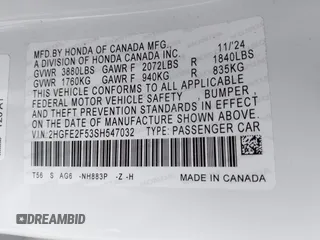 MFD. BY HONDA OF CANADA MFG., 11/'24
A DIVISION OF HONDA CANADA INC.
GVWR 3880LBS GAWR F 2072LBS R 1840LBS
GVWR 1760KG GAWR F 940KG R 835KG
THIS VEHICLE CONFORMS TO ALL APPLICABLE
FEDERAL MOTOR VEHICLE SAFETY, BUMPER,
AND THEFT PREVENTION STANDARDS IN EFFECT
ON THE DATE OF MANUFACTURE SHOWN ABOVE.
V.I.N: 2HGFE2F53SH547032 TYPE: PASSENGER CAR
T56 S AG6 -NH883P -Z -H
MADE IN CANADA
DREAMBID